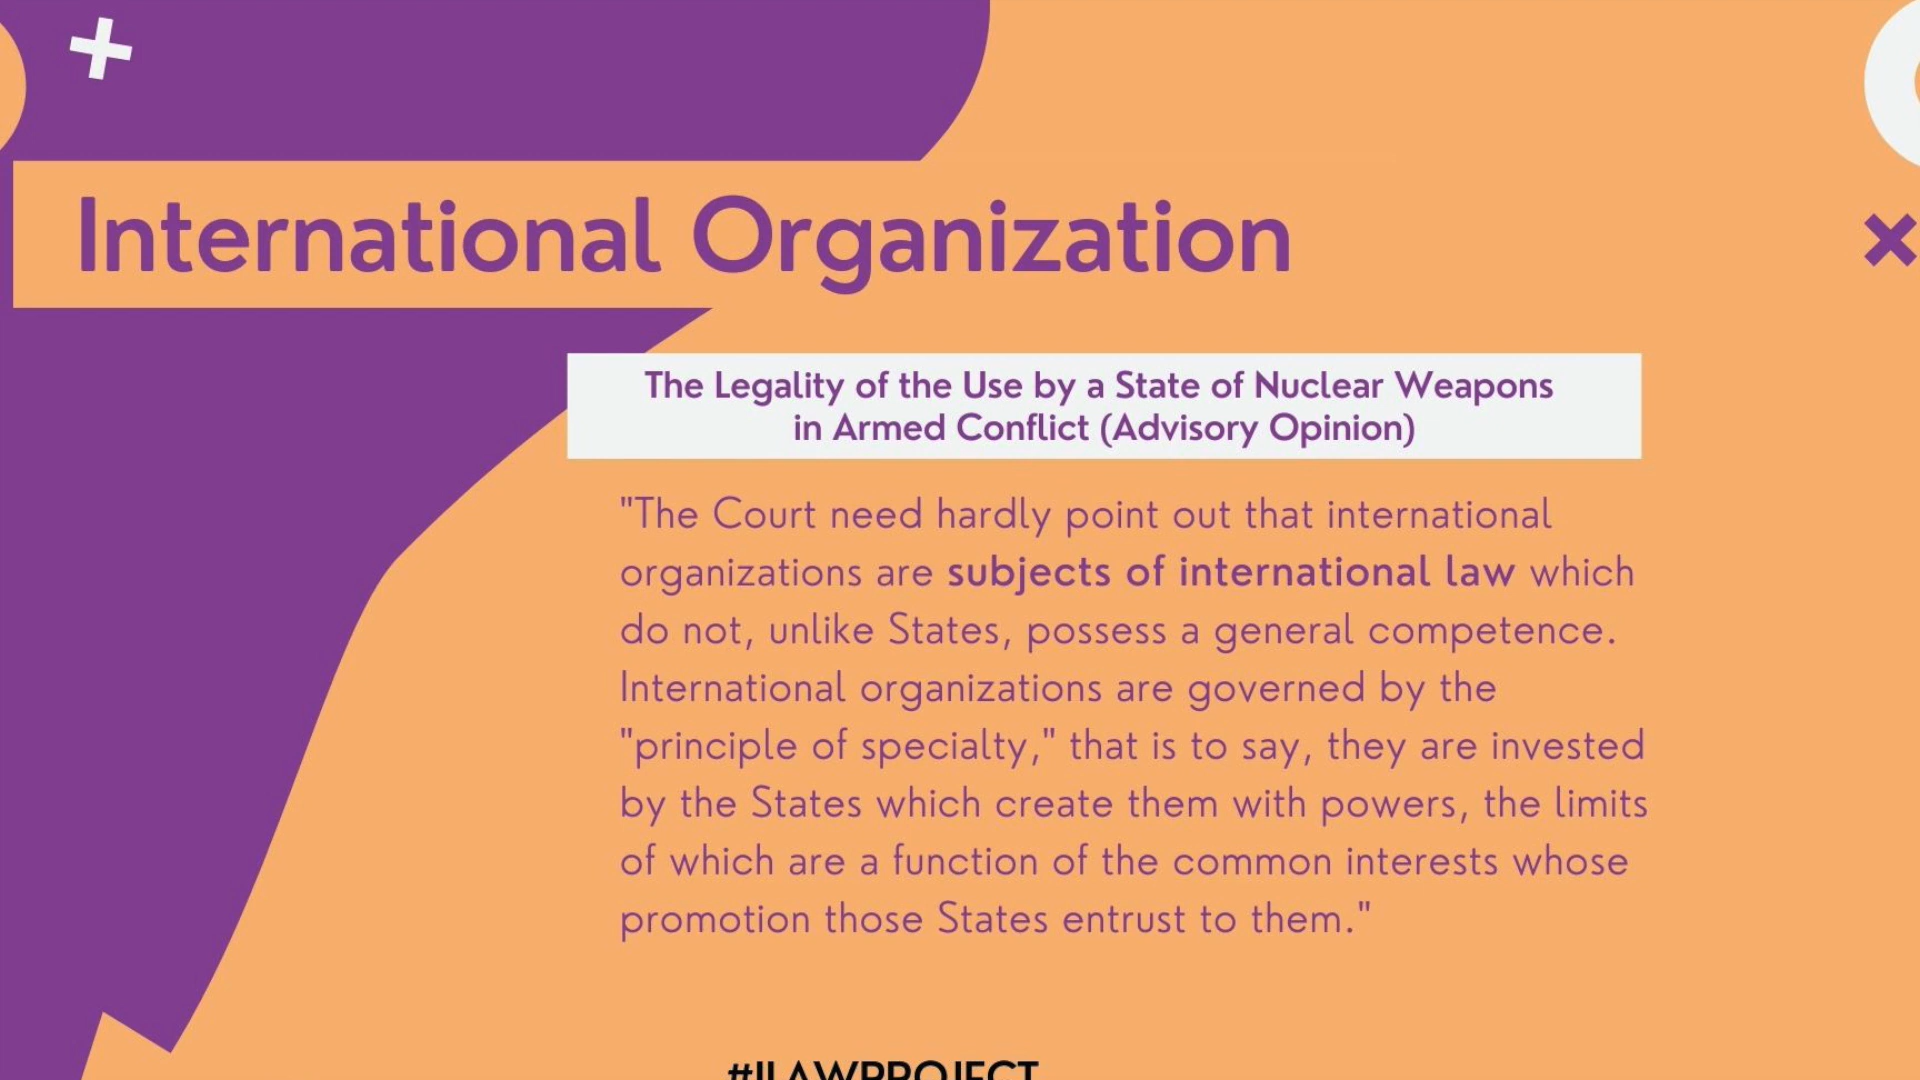 International Organization
The Legality of the Use by a State of Nuclear Weapons
in Armed Conflict (Advisory Opinion)
"The Court need hardly point out that international
organizations are subjects of international law which
do not, unlike States, possess a general competence.
International organizations are governed by the
"principle of specialty," that is to say, they are invested
by the States which create them with powers, the limits
of which are a function of the common interests whose
promotion those States entrust to them."
#ILAWPROJECT